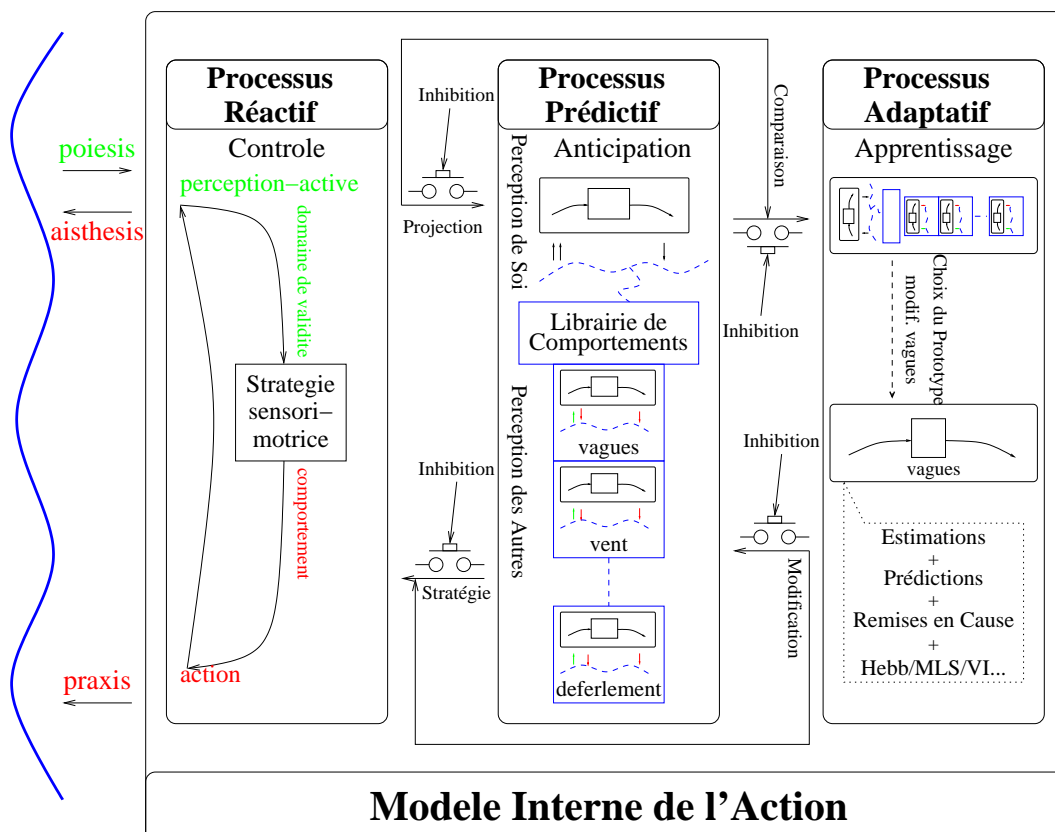 poiesis
aisthesis
praxis
Processus
Réactif
Controle
perception–active
domaine de validite
Strategie
sensori–
motrice
comportement
action
Inhibition
Projection
Inhibition
Stratégie
Processus
Prédictif
Anticipation
Perception de Soi
Librairie de
Comportements
Perception des Autres
vagues
vent
deferlement
Comparaison
Inhibition
Inhibition
Modification
Processus
Adaptatif
Apprentissage
Choix du Prototype
modif. vagues
vagues
Estimations
+
Prédictions
+
Remises en Cause
+
Hebb/MLS/VI...
Modele Interne de l'Action